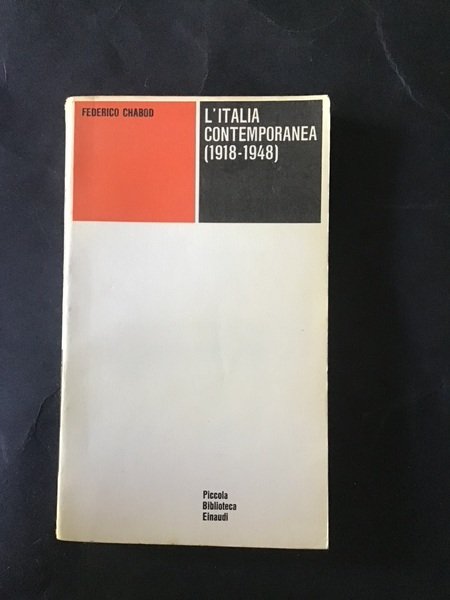 FEDERICO CHABOD
L'ITALIA
CONTEMPORANEA
(1918-1948)
Piccola
Biblioteca
Einaudi